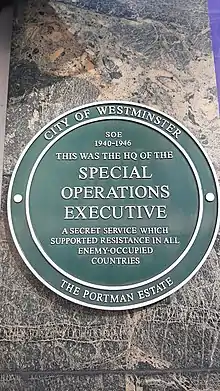 CITY OF WESTMINSTER
SOE
1940-1946
THIS WAS THE HQ OF THE
SPECIAL
OPERATIONS
EXECUTIVE
A SECRET SERVICE WHICH
SUPPORTED RESISTANCE IN ALL
ENEMY-OCCUPIED
COUNTRIES
THE PORTMAN ESTATE